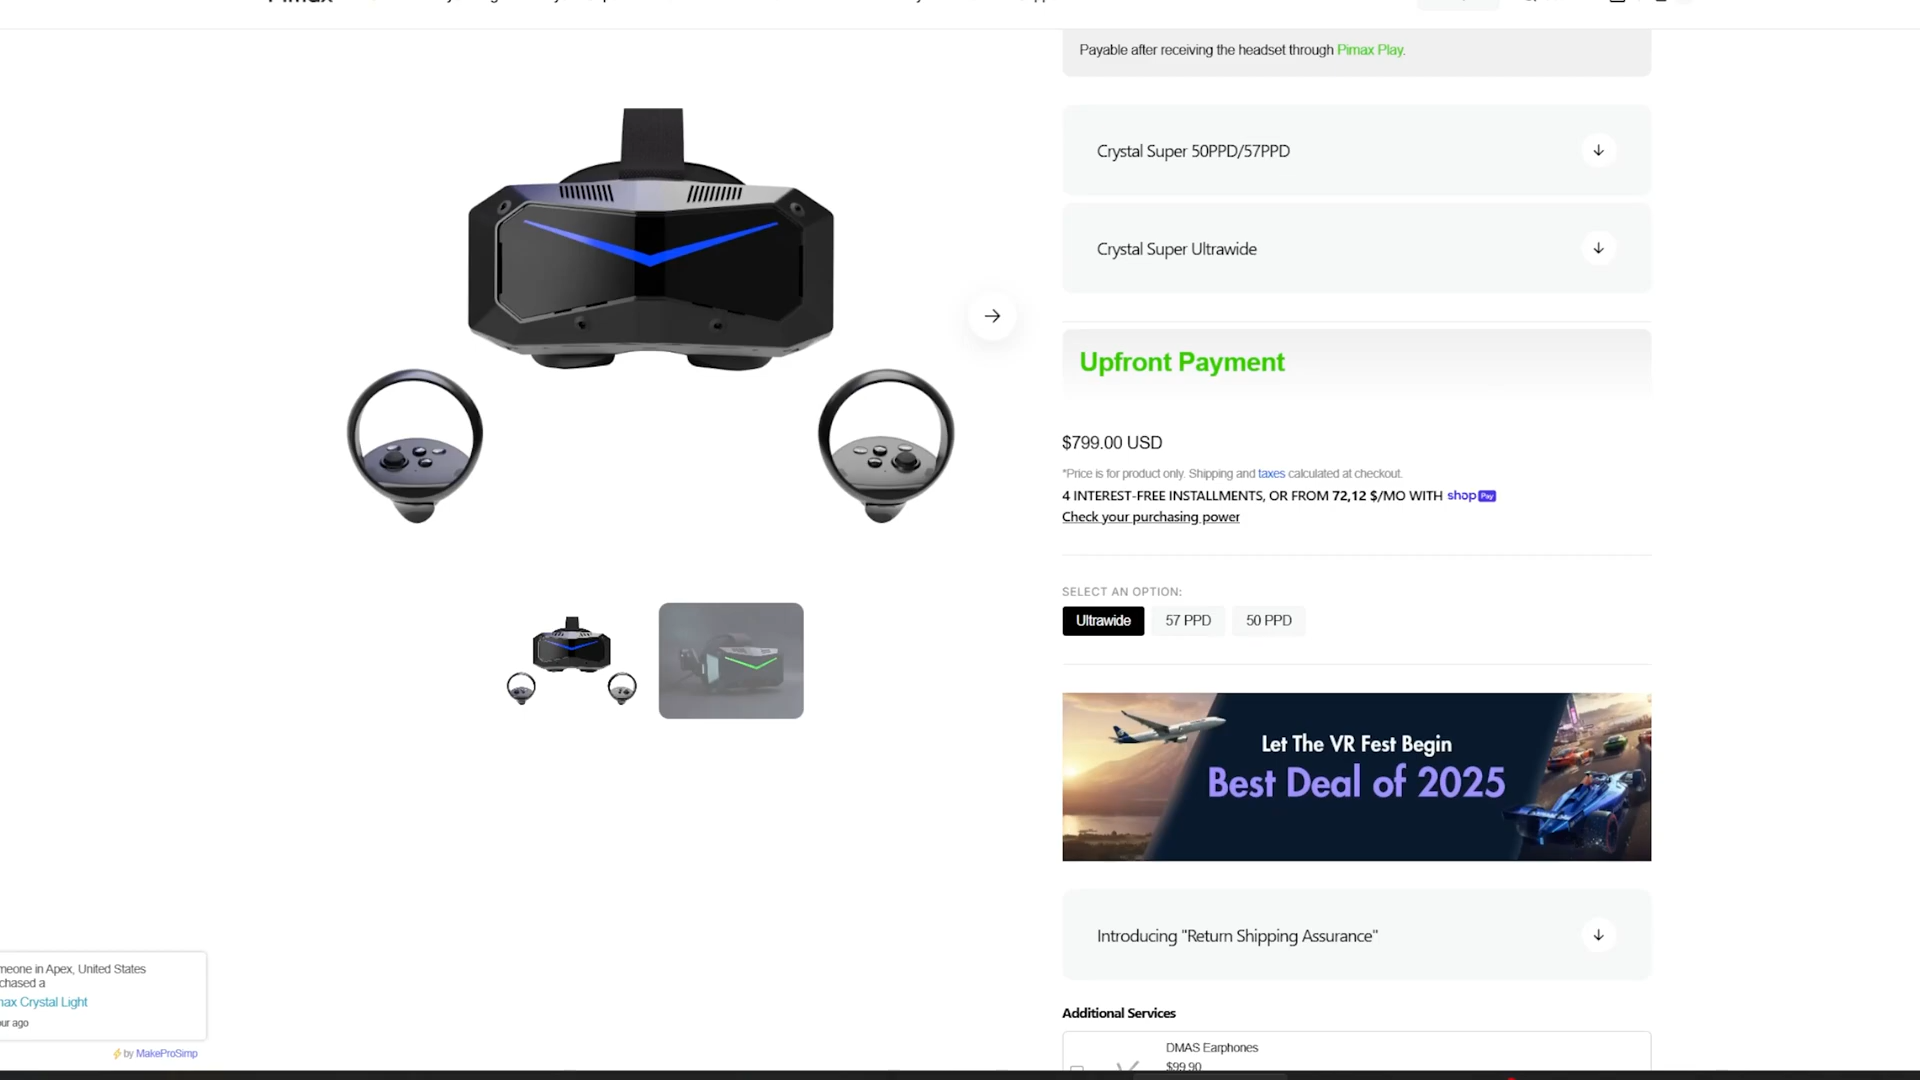 Payable after receiving the headset through Pimax Play.
Crystal Super 50PPD/57PPD
Crystal Super Ultrawide
Upfront Payment
$799.00 USD
*Price is for product only. Shipping and taxes calculated at checkout.
4 INTEREST-FREE INSTALLMENTS, OR FROM 72,12 $/MO WITH shop Pay
Check your purchasing power
SELECT AN OPTION:
Ultrawide
57 PPD
50 PPD
Let The VR Fest Begin
Best Deal of 2025
Introducing "Return Shipping Assurance"
Additional Services
DMAS Earphones
$99.90
meone in Apex, United States
chased a
max Crystal Light
ur ago
by MakeProSimp